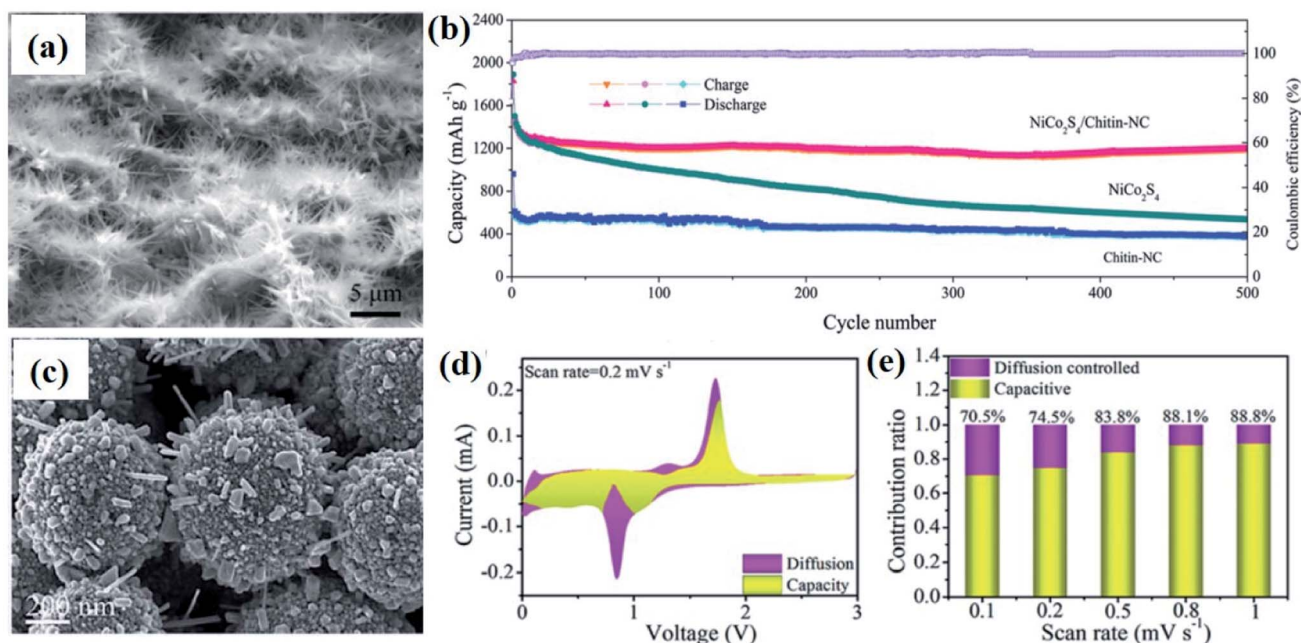 (a)
5 μm
(b)
2400
2000
1600
1200
800
400
0
Capacity (mAh g⁻¹)
Charge
Discharge
NiCo₂S₄/Chitin-NC
NiCo₂S₄
Chitin-NC
100
80
60
40
20
0
Coulombic efficiency (%)
0 100 200 300 400 500
Cycle number
(c)
200 nm
(d)
Scan rate=0.2 mV s⁻¹
0.2
0.1
0.0
-0.1
-0.2
Current (mA)
Diffusion
Capacity
0 1 2 3
Voltage (V)
(e)
1.4
1.2
1.0
0.8
0.6
0.4
0.2
0.0
Contribution ratio
Diffusion controlled
Capacitive
70.5% 74.5% 83.8% 88.1% 88.8%
0.1 0.2 0.5 0.8 1
Scan rate (mV s⁻¹)